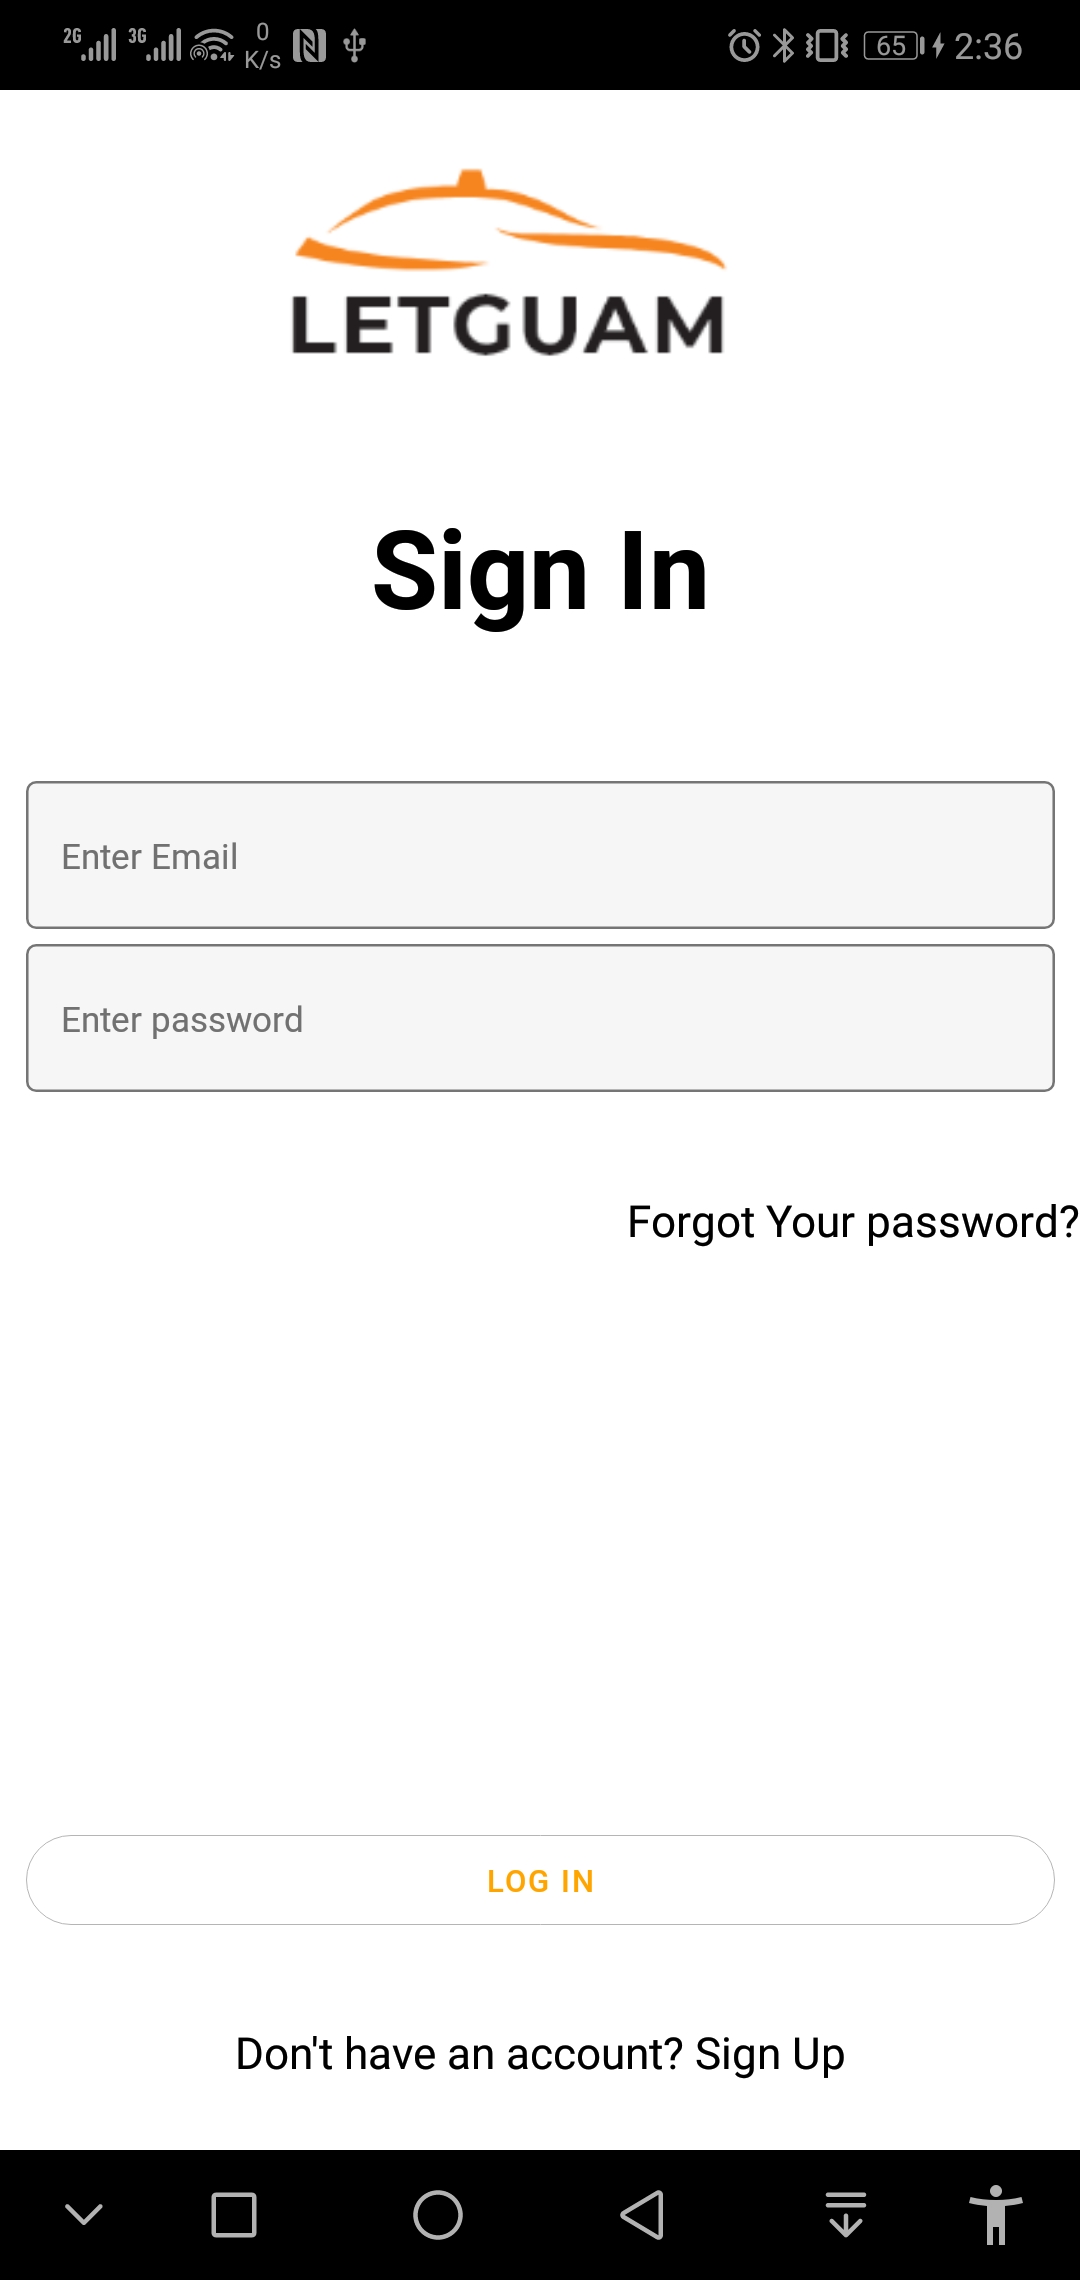 2G 3G 0 K/s 65 2:36
LETGUAM
Sign In
Enter Email
Enter password
Forgot Your password?
LOG IN
Don't have an account? Sign Up